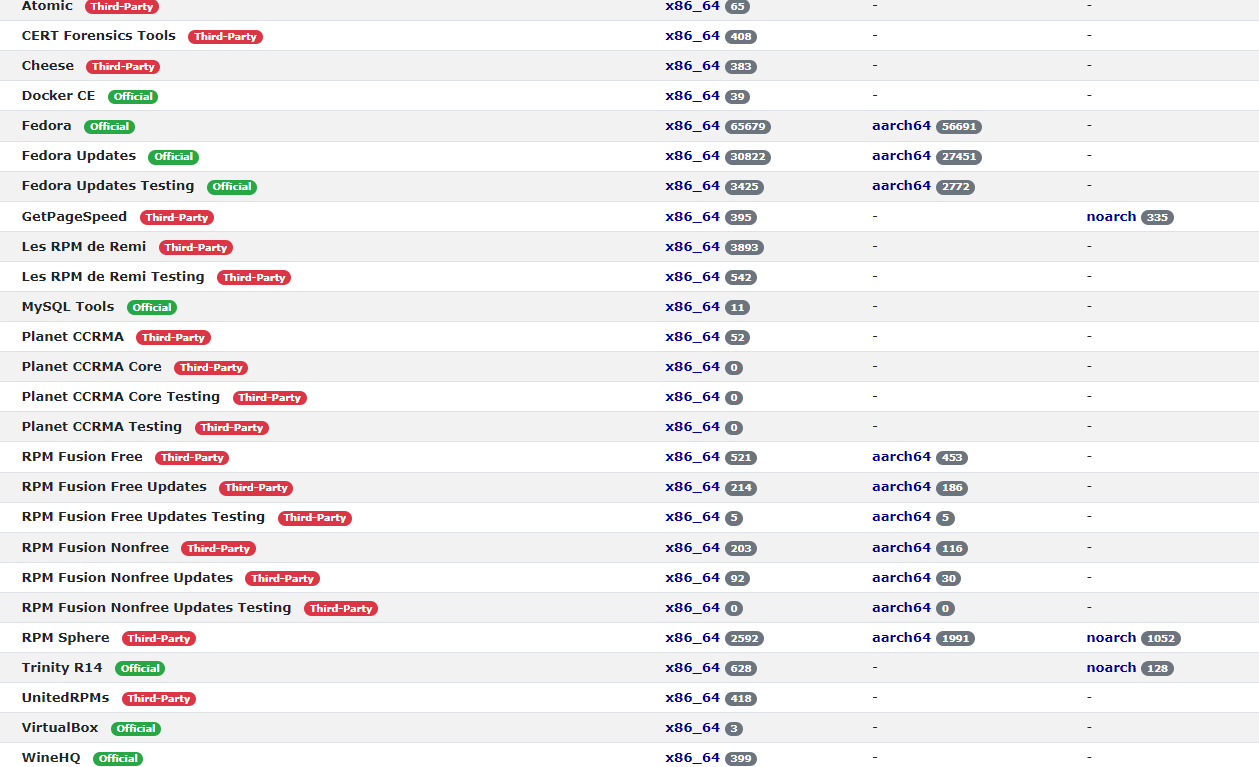 Atomic Third-Party x86_64 65 - -
CERT Forensics Tools Third-Party x86_64 408 - -
Cheese Third-Party x86_64 383 - -
Docker CE Official x86_64 39 - -
Fedora Official x86_64 65679 aarch64 56691 -
Fedora Updates Official x86_64 30822 aarch64 27451 -
Fedora Updates Testing Official x86_64 3425 aarch64 2772 -
GetPageSpeed Third-Party x86_64 395 - noarch 335
Les RPM de Remi Third-Party x86_64 3893 - -
Les RPM de Remi Testing Third-Party x86_64 542 - -
MySQL Tools Official x86_64 11 - -
Planet CCRMA Third-Party x86_64 52 - -
Planet CCRMA Core Third-Party x86_64 0 - -
Planet CCRMA Core Testing Third-Party x86_64 0 - -
Planet CCRMA Testing Third-Party x86_64 0 - -
RPM Fusion Free Third-Party x86_64 521 aarch64 453 -
RPM Fusion Free Updates Third-Party x86_64 214 aarch64 186 -
RPM Fusion Free Updates Testing Third-Party x86_64 5 aarch64 5 -
RPM Fusion Nonfree Third-Party x86_64 203 aarch64 116 -
RPM Fusion Nonfree Updates Third-Party x86_64 92 aarch64 30 -
RPM Fusion Nonfree Updates Testing Third-Party x86_64 0 aarch64 0 -
RPM Sphere Third-Party x86_64 2592 aarch64 1991 noarch 1052
Trinity R14 Official x86_64 628 - noarch 128
UnitedRPMs Third-Party x86_64 418 - -
VirtualBox Official x86_64 3 - -
WineHQ Official x86_64 399 - -